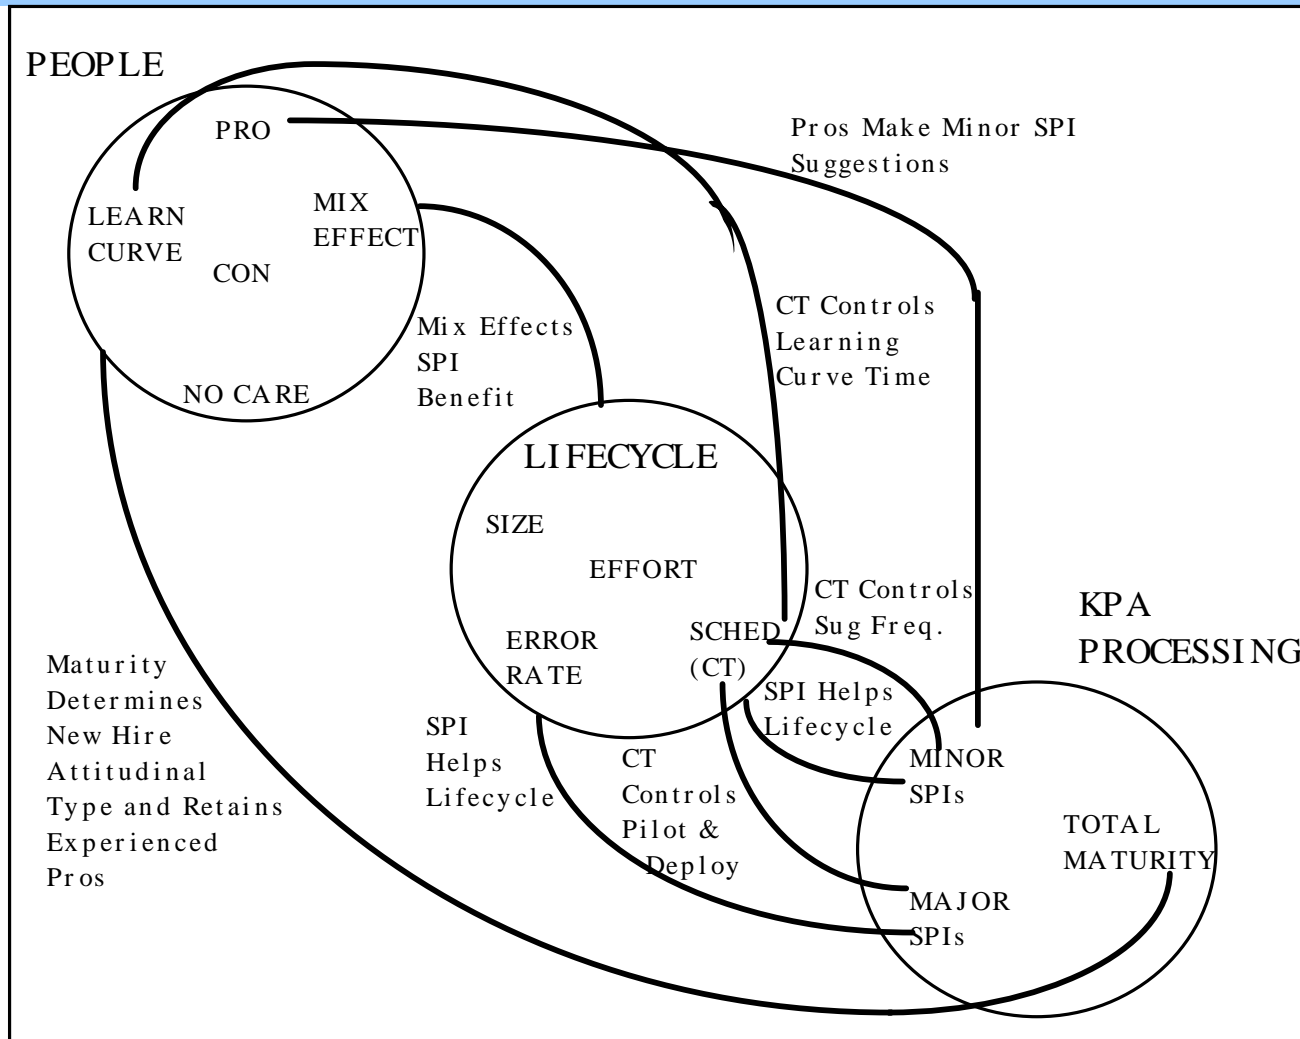 PEOPLE
PRO
LEARN
CURVE
MIX
EFFECT
CON
NO CARE
Pros Make Minor SPI
Suggestions
Mix Effects
SPI
Benefit
CT Controls
Learning
Curve Time
LIFECYCLE
SIZE
EFFORT
ERROR
RATE
SCHED
(CT)
CT Controls
Sug Freq.
KPA
PROCESSING
Maturity
Determines
New Hire
Attitudinal
Type and Retains
Experienced
Pros
SPI
Helps
Lifecycle
CT
Controls
Pilot &
Deploy
SPI Helps
Lifecycle
MINOR
SPIs
TOTAL
MATURITY
MAJOR
SPIs